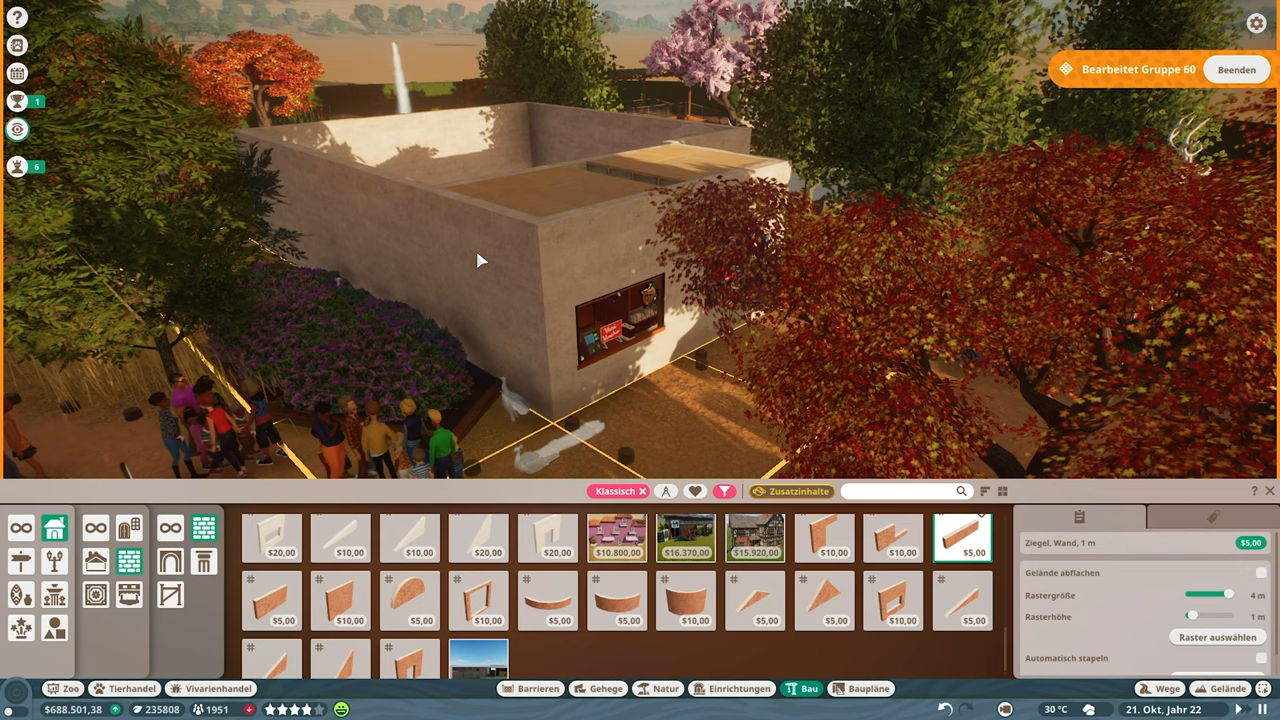 1
6
Bearbeitet Gruppe 60
Beenden
Klassisch
Zusatzinhalte
$20,00
$10,00
$10,00
$20,00
$20,00
$10.800,00
$16.370,00
$15.920,00
$10,00
$10,00
$5,00
$5,00
$10,00
$5,00
$10,00
$5,00
$5,00
$10,00
$5,00
$5,00
$10,00
$5,00
Ziegel, Wand, 1 m
$5,00
Gelände abflachen
Rastergröße
4 m
Rasterhöhe
1 m
Raster auswählen
Automatisch stapeln
Zoo
Tierhandel
Vivarienhandel
Barrieren
Gehege
Natur
Einrichtungen
Bau
Baupläne
Wege
Gelände
$688.501,38
235808
1951
30 °C
21. Okt, Jahr 22